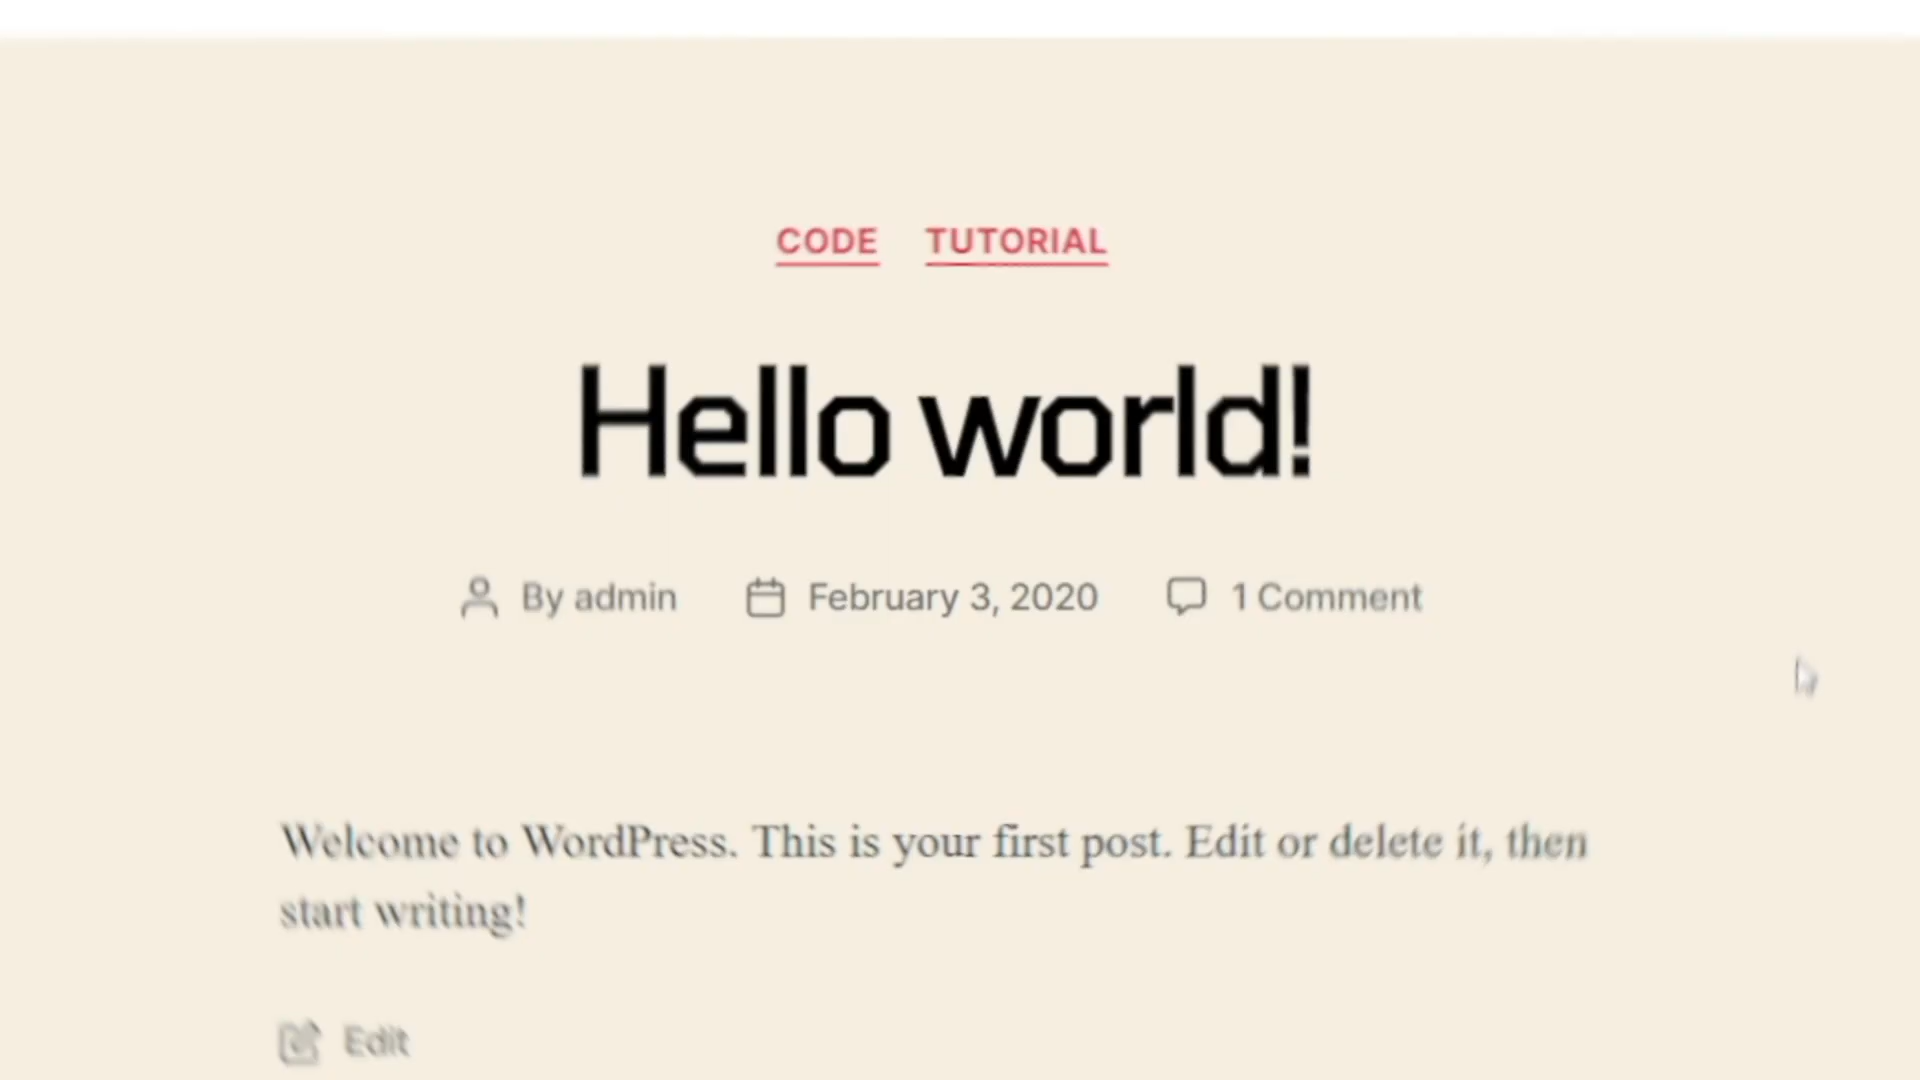 CODE TUTORIAL
Hello world!
By admin February 3, 2020 1 Comment
Welcome to WordPress. This is your first post. Edit or delete it, then
start writing!
Edit